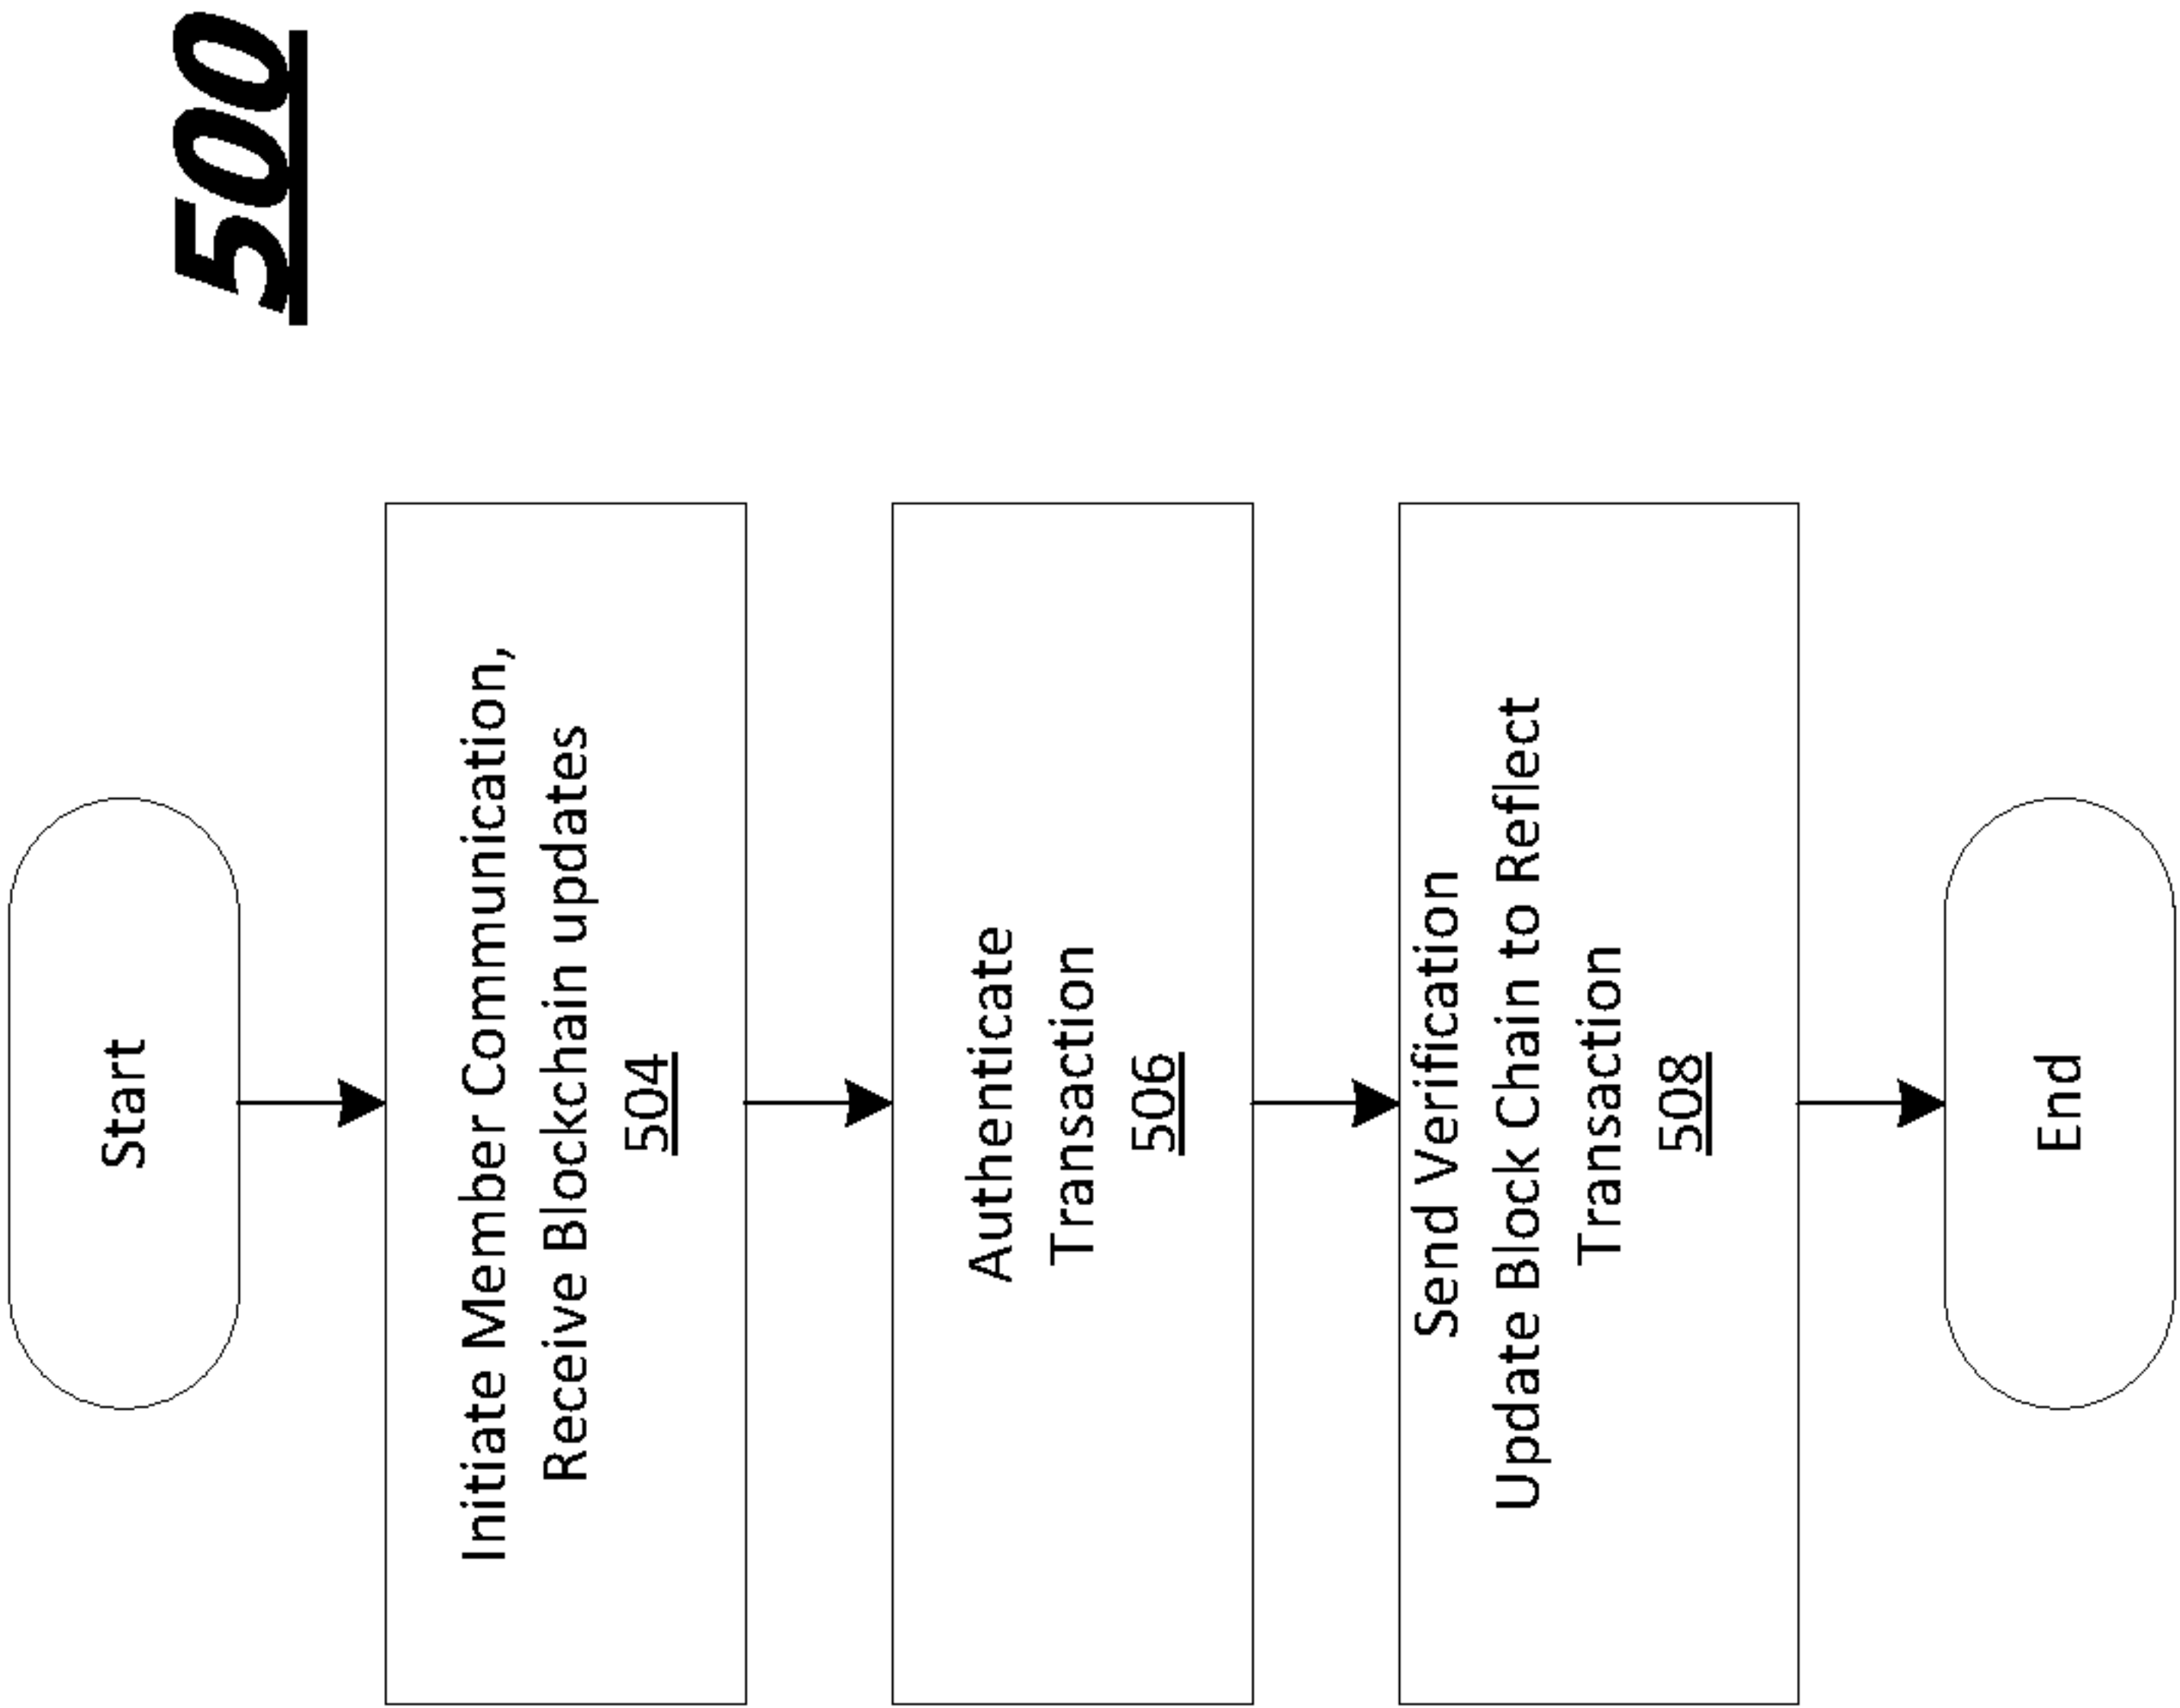 500
Start
Initiate Member Communication,
Receive Blockchain updates
504
Authenticate
Transaction
506
Send Verification
Update Block Chain to Reflect
Transaction
508
End